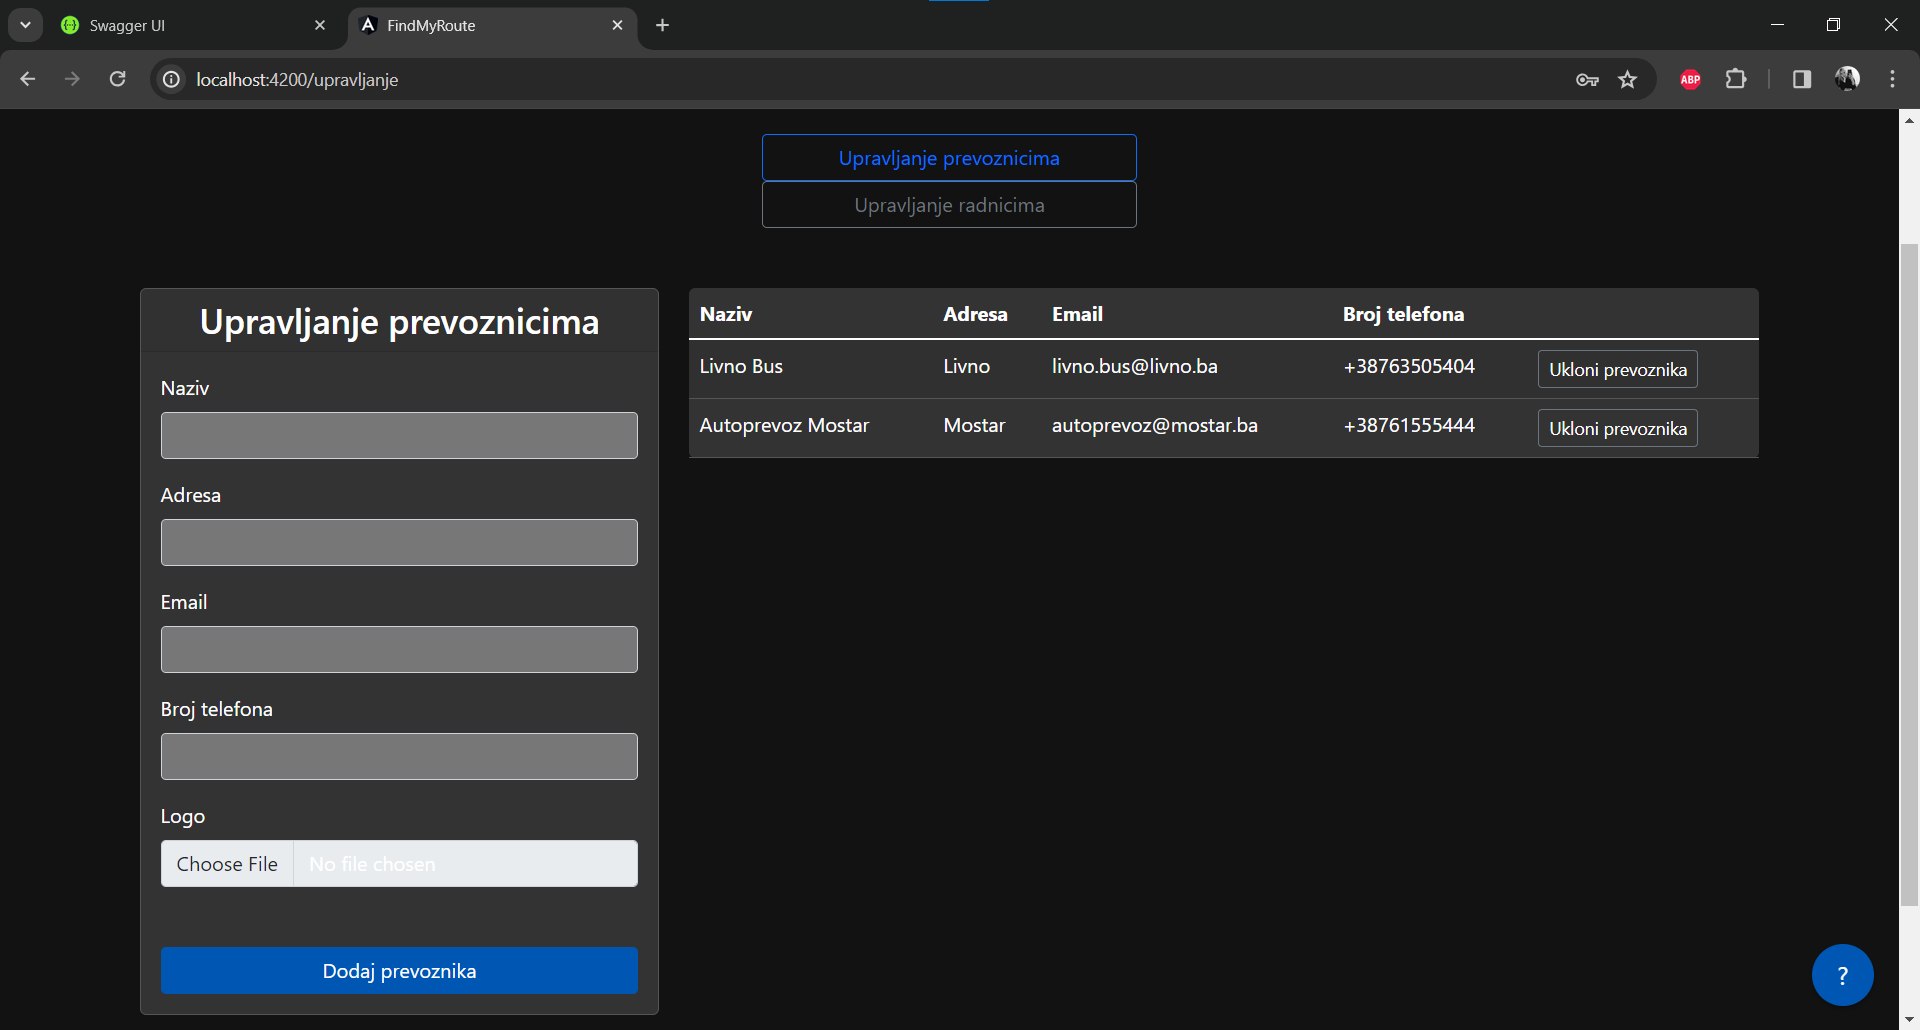 Swagger UI
FindMyRoute
localhost:4200/upravljanje
ABP
Upravljanje prevoznicima
Upravljanje radnicima
Upravljanje prevoznicima
Naziv
Adresa
Email
Broj telefona
Logo
Choose File No file chosen
Dodaj prevoznika
Naziv Adresa Email Broj telefona
Livno Bus Livno livno.bus@livno.ba +38763505404 Ukloni prevoznika
Autoprevoz Mostar Mostar autoprevoz@mostar.ba +38761555444 Ukloni prevoznika
?